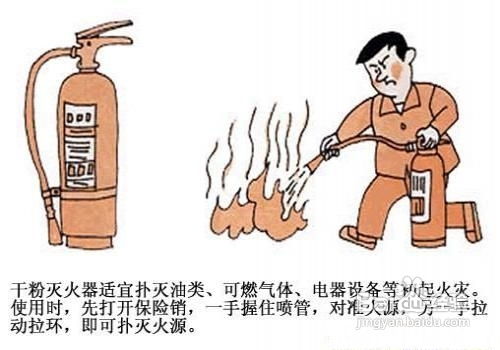 干粉灭火器适宜扑灭油类、可燃气体、电器设备等初起火灾。
使用时，先打开保险销，一手握住喷管，对准火源，另一手拉
动拉环，即可扑灭火源。
jingyan.baidu.com